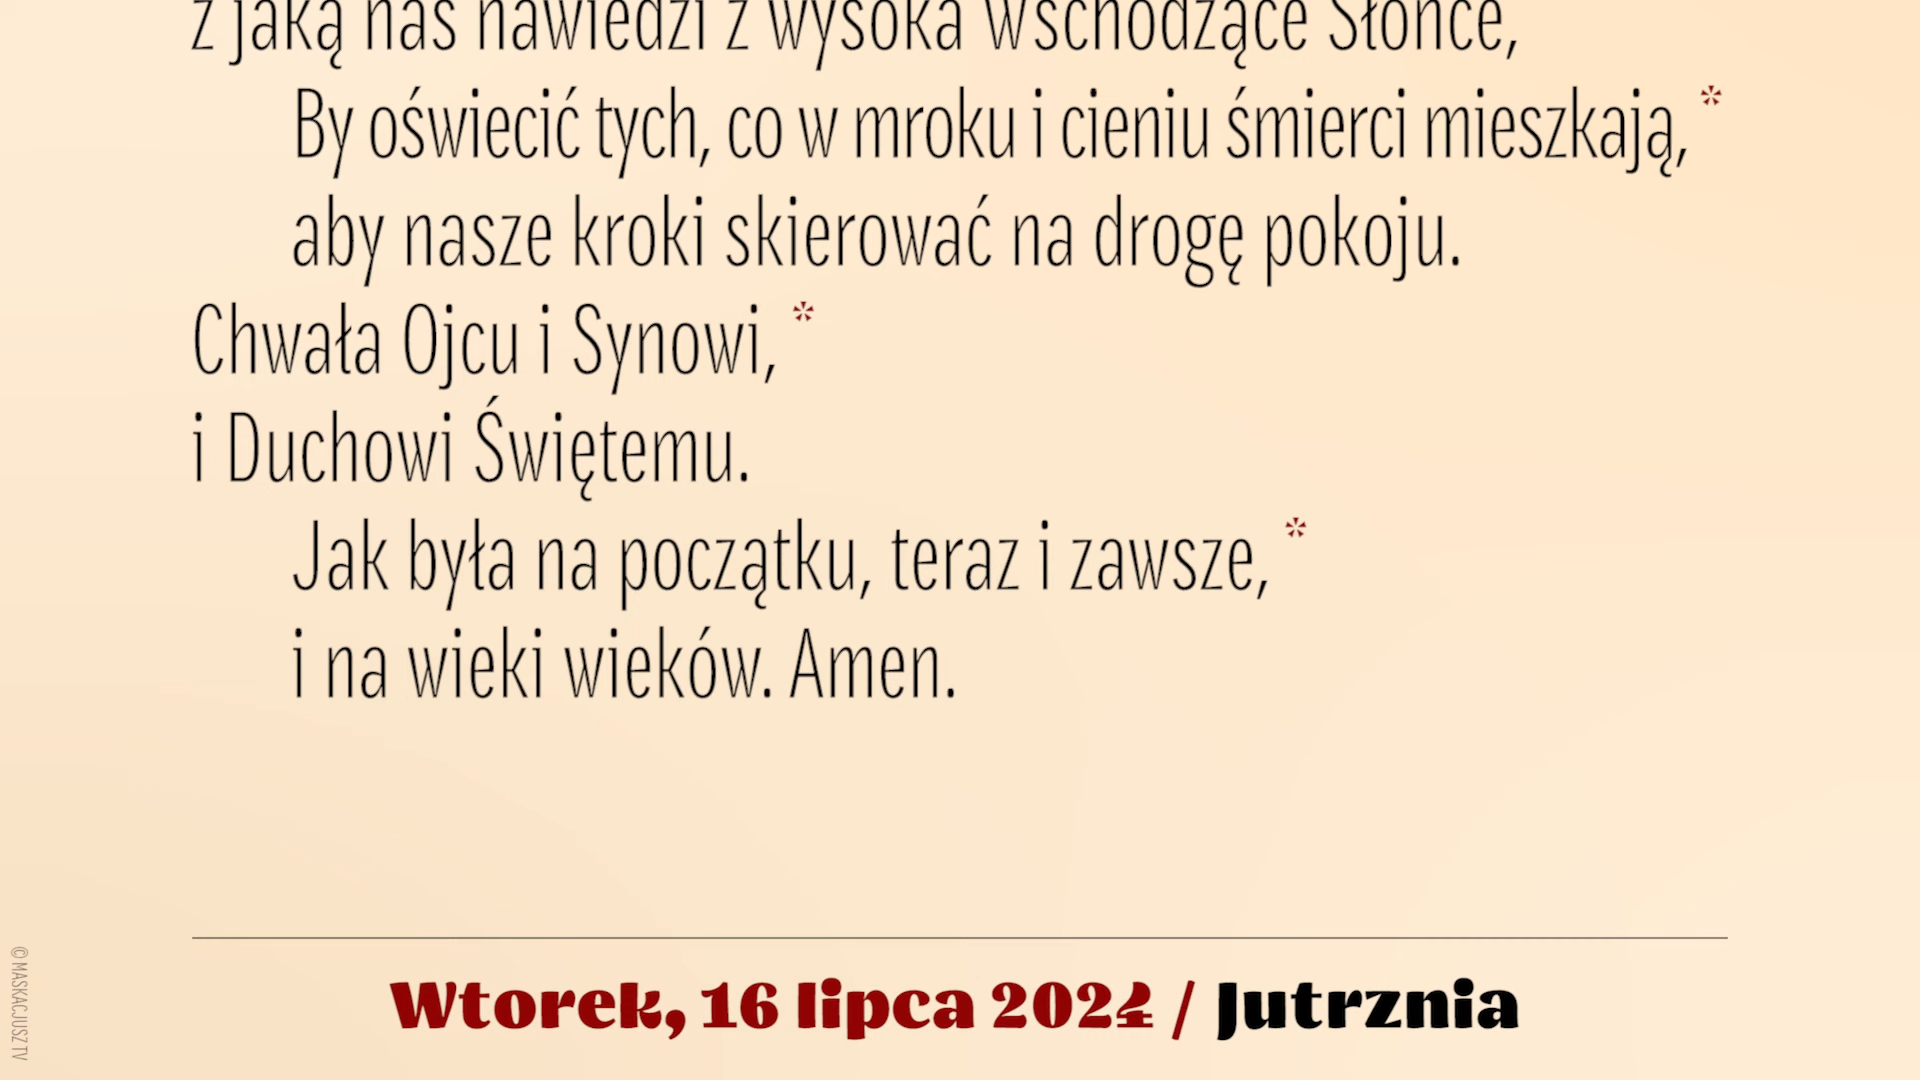 z jaką nas nawiedzi z wysoka Wschodzące Słońce,
By oświecić tych, co w mroku i cieniu śmierci mieszkają, *
aby nasze kroki skierować na drogę pokoju.
Chwała Ojcu i Synowi, *
i Duchowi Świętemu.
Jak była na początku, teraz i zawsze, *
i na wieki wieków. Amen.
Wtorek, 16 lipca 2024 / Jutrznia
© MASKACJUSZ TV